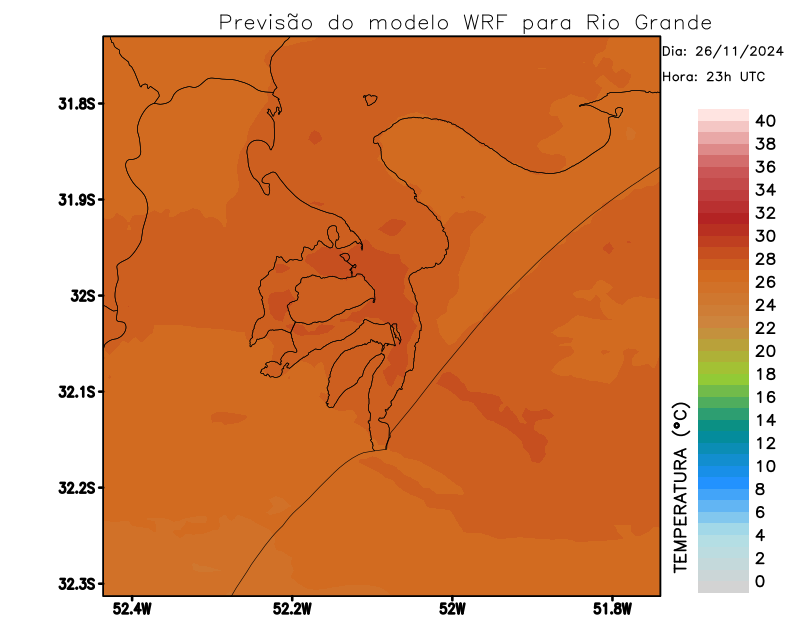 Previsão do modelo WRF para Rio Grande
Dia: 26/11/2024
Hora: 23h UTC
31.8S
31.9S
32S
32.1S
32.2S
32.3S
52.4W
52.2W
52W
51.8W
TEMPERATURA (°C)
40
38
36
34
32
30
28
26
24
22
20
18
16
14
12
10
8
6
4
2
0